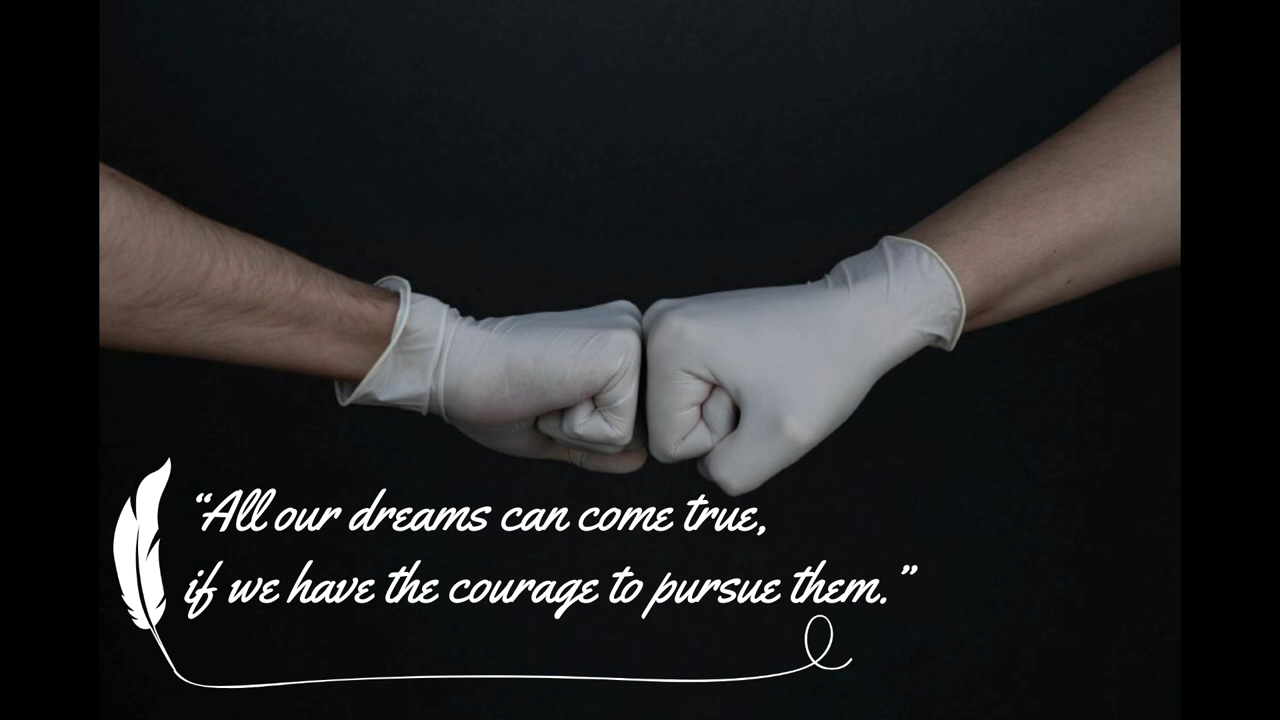 “All our dreams can come true,
if we have the courage to pursue them.”